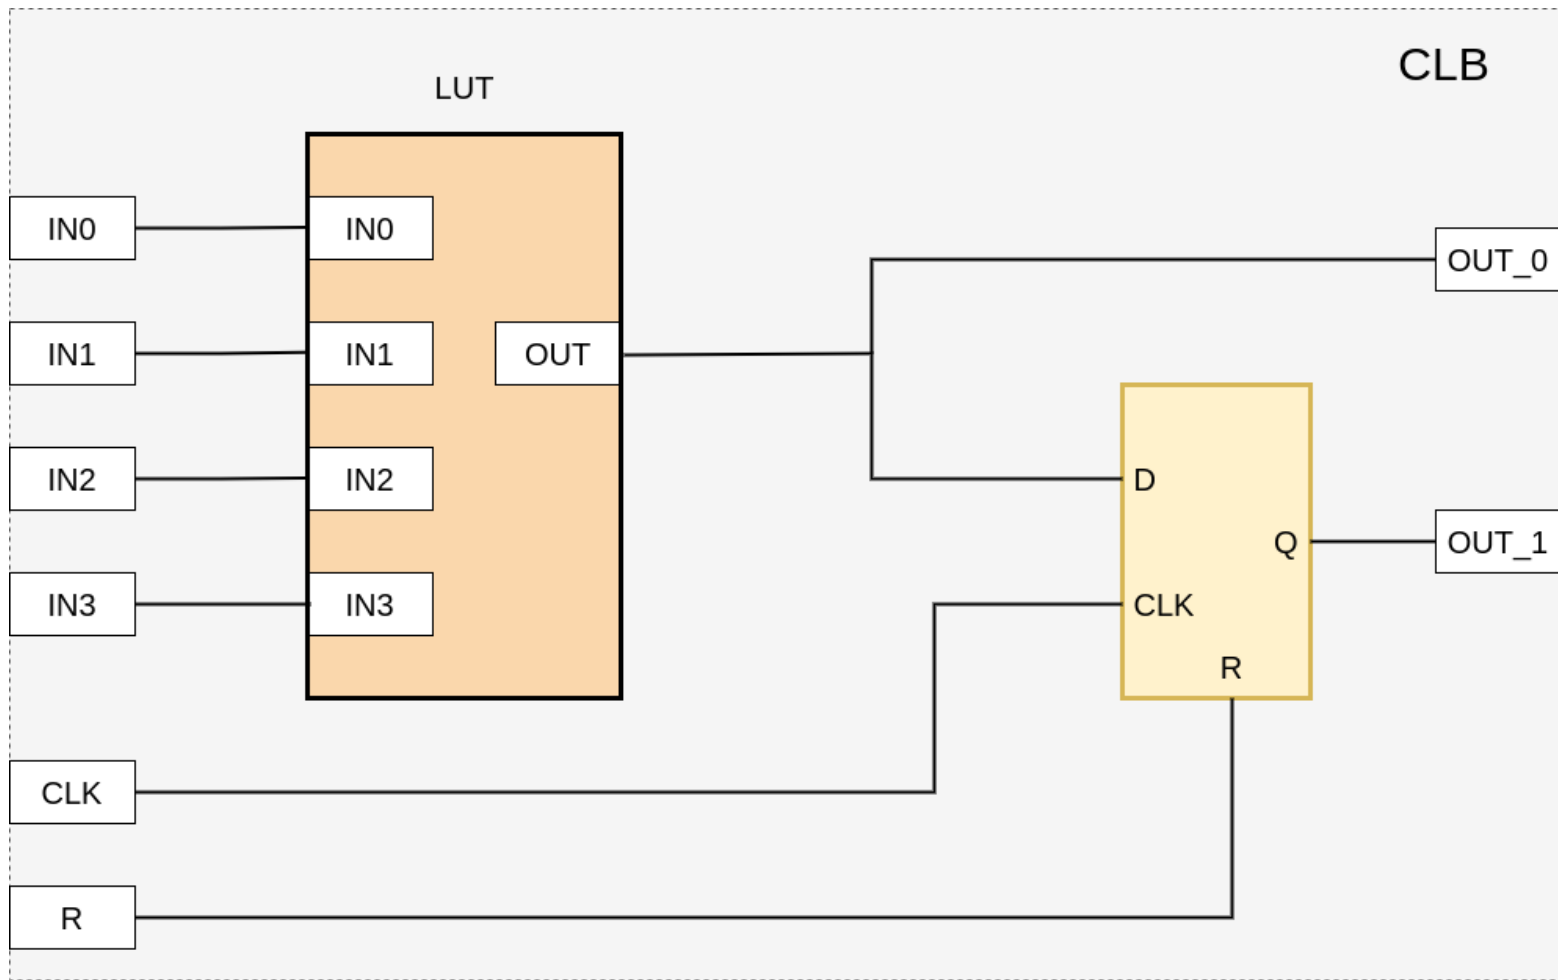 CLB
LUT
IN0
IN0
IN1
IN1
OUT
IN2
IN2
IN3
IN3
OUT_0
D
Q
OUT_1
CLK
R
CLK
R